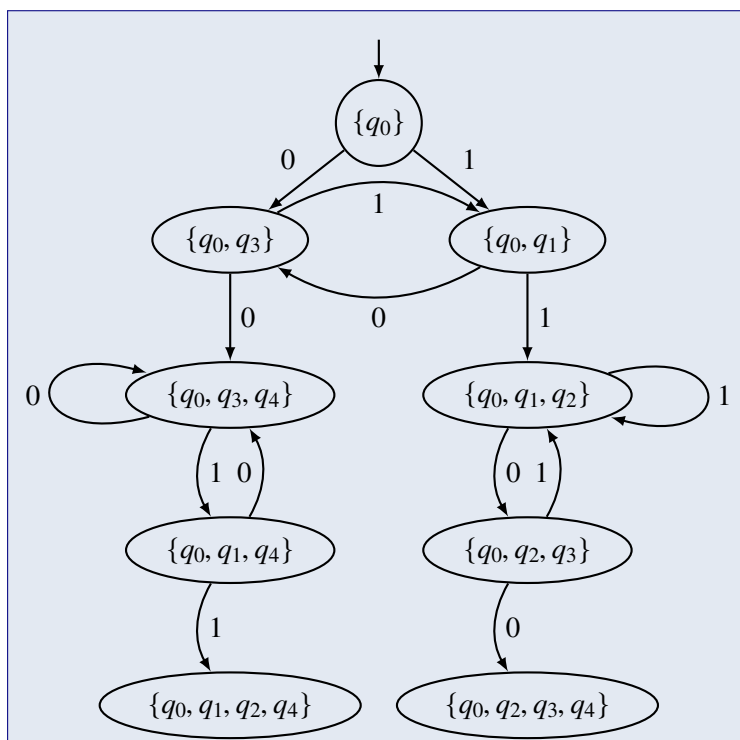 {q0}
0 1
1
{q0, q3} {q0, q1}
0
0 1
0 {q0, q3, q4} {q0, q1, q2} 1
1 0 0 1
{q0, q1, q4} {q0, q2, q3}
1 0
{q0, q1, q2, q4} {q0, q2, q3, q4}